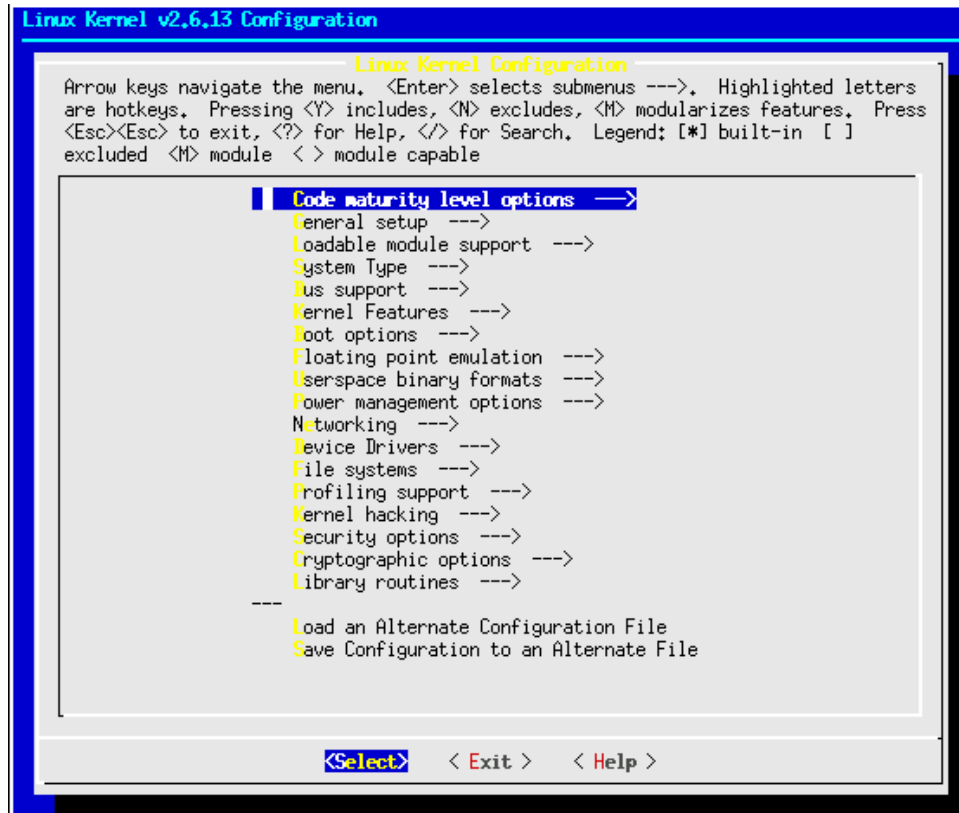 Linux Kernel v2.6.13 Configuration
Linux Kernel Configuration
Arrow keys navigate the menu. <Enter> selects submenus --->. Highlighted letters
are hotkeys. Pressing <Y> includes, <N> excludes, <M> modularizes features. Press
<Esc><Esc> to exit, <?> for Help, </> for Search. Legend: [*] built-in [ ]
excluded <M> module < > module capable
Code maturity level options --->
General setup --->
Loadable module support --->
System Type --->
Bus support --->
Kernel Features --->
Boot options --->
Floating point emulation --->
Userspace binary formats --->
Power management options --->
Networking --->
Device Drivers --->
File systems --->
Profiling support --->
Kernel hacking --->
Security options --->
Cryptographic options --->
Library routines --->
---
Load an Alternate Configuration File
Save Configuration to an Alternate File
<Select> < Exit > < Help >